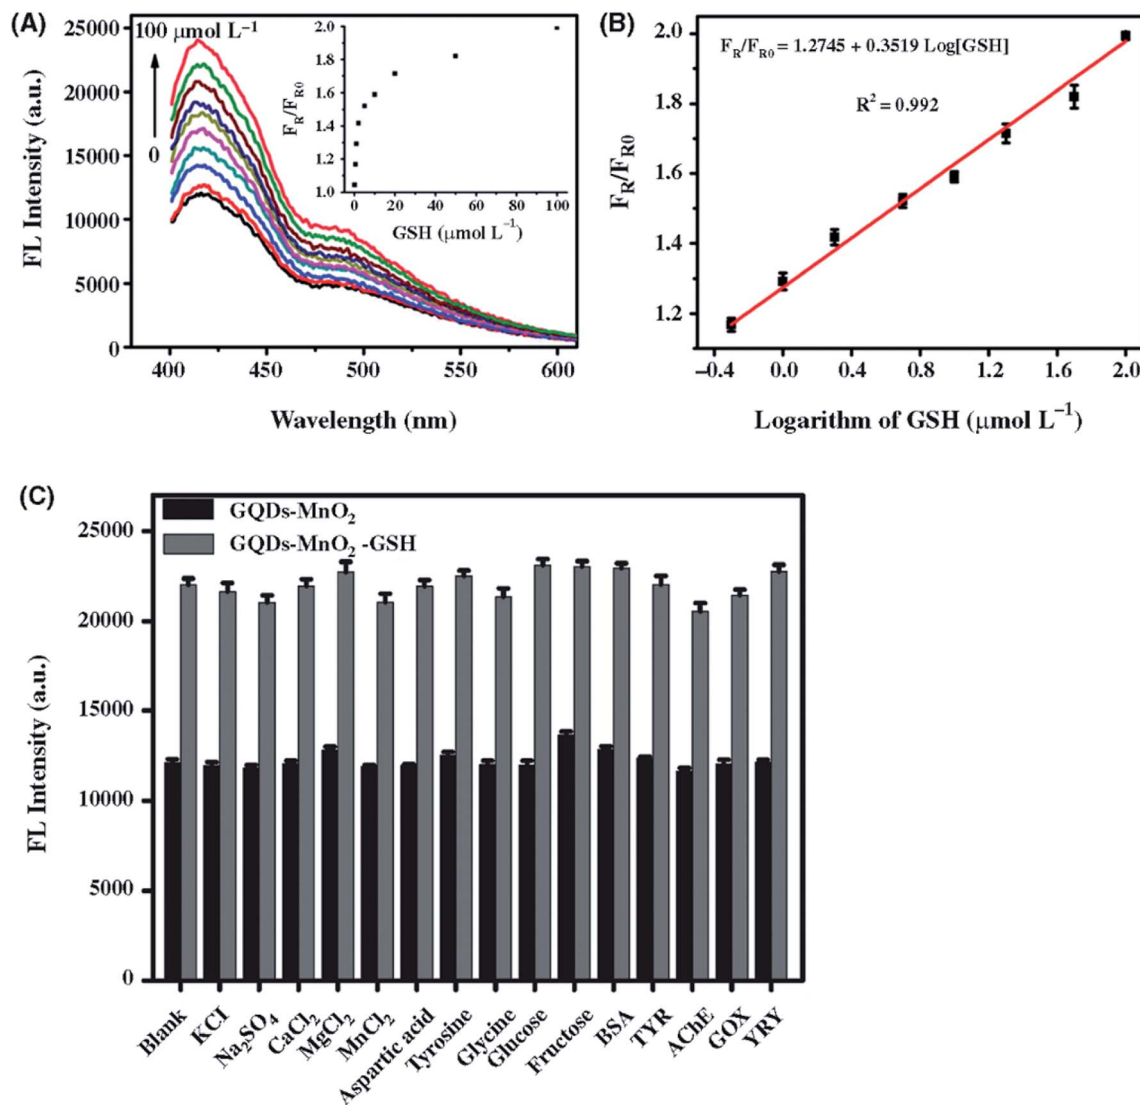 (A)
100 μmol L⁻¹
0
25000
20000
15000
10000
5000
0
FL Intensity (a.u.)
400 450 500 550 600
Wavelength (nm)
2.0
1.8
1.6
1.4
1.2
1.0
F_R/F_R0
0 20 40 60 80 100
GSH (μmol L⁻¹)
(B)
F_R/F_R0 = 1.2745 + 0.3519 Log[GSH]
R² = 0.992
2.0
1.8
1.6
1.4
1.2
F_R/F_R0
−0.4 0.0 0.4 0.8 1.2 1.6 2.0
Logarithm of GSH (μmol L⁻¹)
(C)
GQDs-MnO₂
GQDs-MnO₂ -GSH
25000
20000
15000
10000
5000
0
FL Intensity (a.u.)
Blank
KCl
Na₂SO₄
CaCl₂
MgCl₂
MnCl₂
Aspartic acid
Tyrosine
Glycine
Glucose
Fructose
BSA
TYR
AChE
GOX
YRY